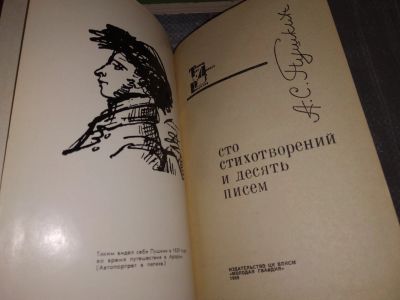 Таким видел себя Пушкин в 1829 году
во время путешествия в Арзрум
(Автопортрет в папахе)
А.С.Пушкин
сто
стихотворений
и десять
писем
ИЗДАТЕЛЬСТВО ЦК ВЛКСМ
«МОЛОДАЯ ГВАРДИЯ»